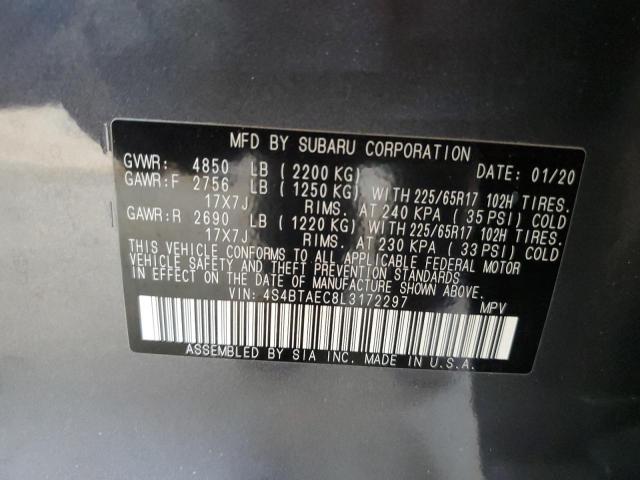 MFD BY SUBARU CORPORATION
GVWR: 4850 LB ( 2200 KG) DATE: 01/20
GAWR:F 2756 LB ( 1250 KG) WITH 225/65R17 102H TIRES.
17X7J RIMS. AT 240 KPA ( 35 PSI) COLD
GAWR:R 2690 LB ( 1220 KG) WITH 225/65R17 102H TIRES.
17X7J RIMS. AT 230 KPA ( 33 PSI) COLD
THIS VEHICLE CONFORMS TO ALL APPLICABLE FEDERAL MOTOR
VEHICLE SAFETY AND THEFT PREVENTION STANDARDS
IN EFFECT ON THE DATE OF MANUFACTURE SHOWN ABOVE.
VIN: 4S4BTAEC8L3172297 MPV
ASSEMBLED BY SIA INC. MADE IN U.S.A.